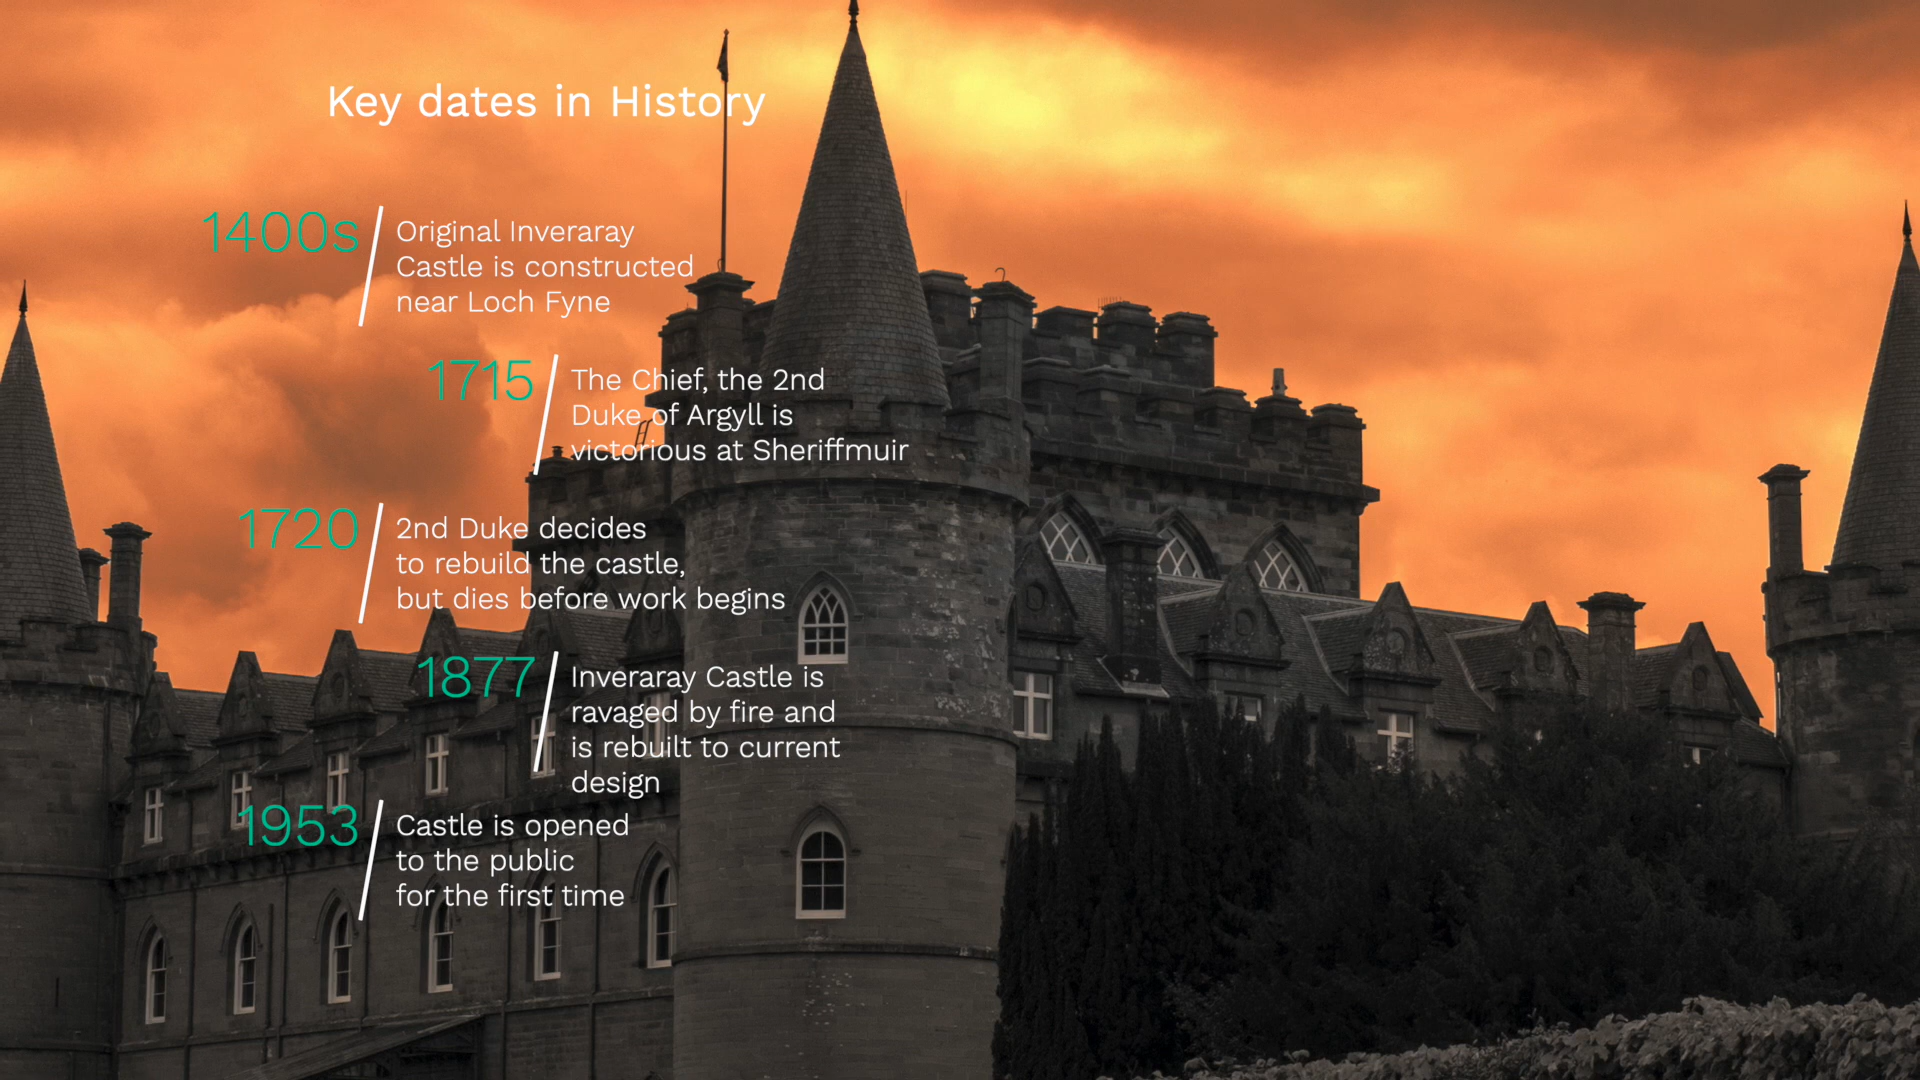 Key dates in History
1400s
Original Inveraray
Castle is constructed
near Loch Fyne
1715
The Chief, the 2nd
Duke of Argyll is
victorious at Sheriffmuir
1720
2nd Duke decides
to rebuild the castle,
but dies before work begins
1877
Inveraray Castle is
ravaged by fire and
is rebuilt to current
design
1953
Castle is opened
to the public
for the first time